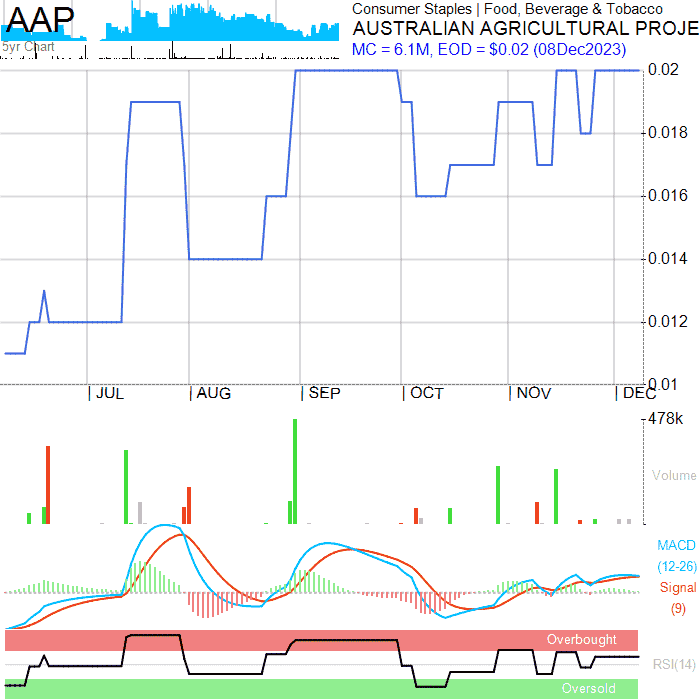 AAP
5yr Chart
Consumer Staples | Food, Beverage & Tobacco
AUSTRALIAN AGRICULTURAL PROJE
MC = 6.1M, EOD = $0.02 (08Dec2023)
0.02
0.018
0.016
0.014
0.012
0.01
JUL AUG SEP OCT NOV DEC
478k
Volume
MACD
(12-26)
Signal
(9)
Overbought
RSI(14)
Oversold